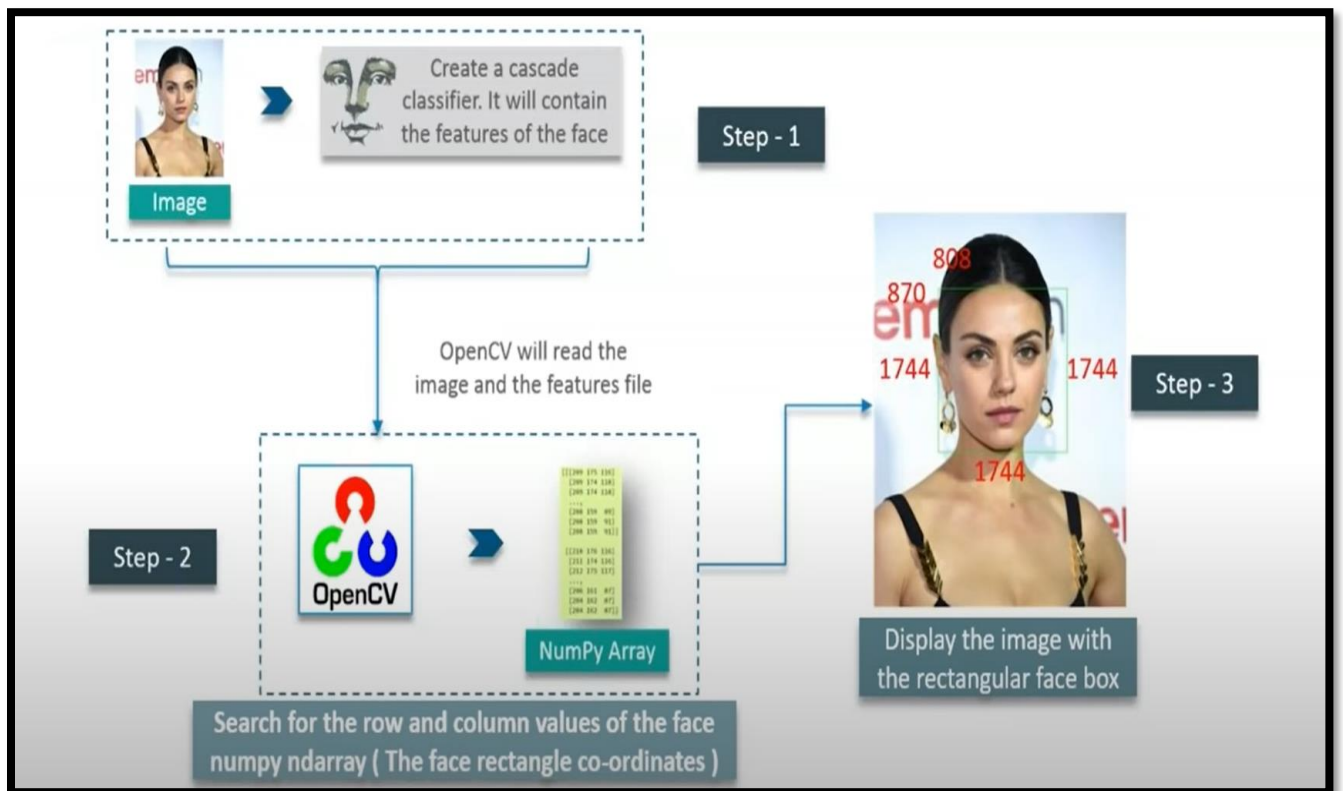 em n
Create a cascade
classifier. It will contain
the features of the face
Image
Step - 1
OpenCV will read the
image and the features file
Step - 2
OpenCV
NumPy Array
Search for the row and column values of the face
numpy ndarray ( The face rectangle co-ordinates )
808
870
em n
1744
1744
1744
Step - 3
Display the image with
the rectangular face box